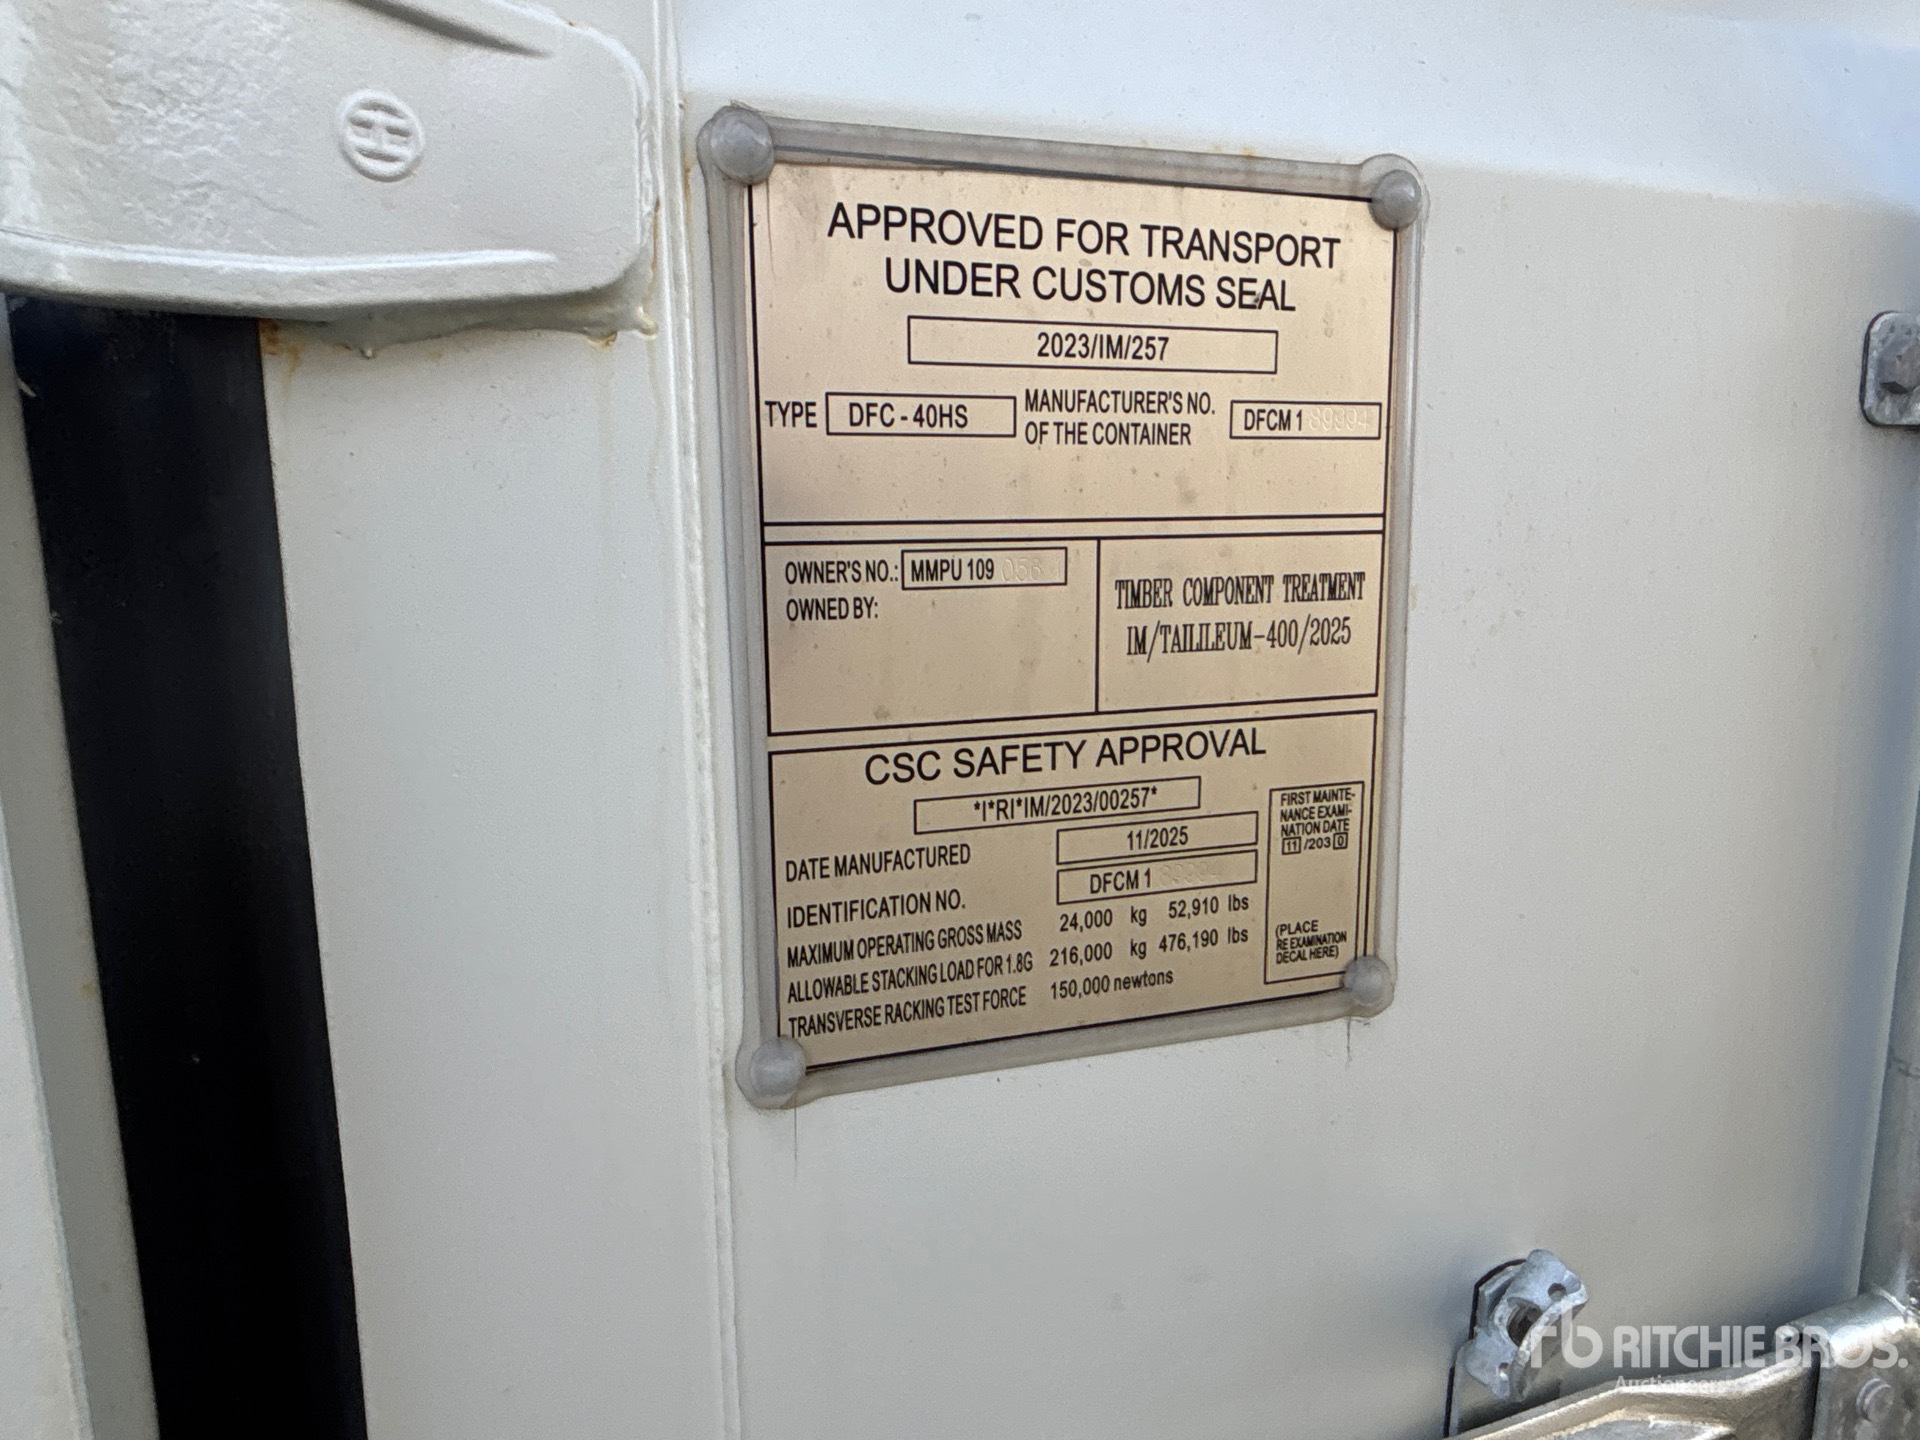 APPROVED FOR TRANSPORT
UNDER CUSTOMS SEAL
2023/IM/257
TYPE DFC - 40HS MANUFACTURER'S NO. OF THE CONTAINER DFCM 1 89994
OWNER'S NO.: MMPU 109
OWNED BY:
TIMBER COMPONENT TREATMENT
IM/TAILILEUM-400/2025
CSC SAFETY APPROVAL
*I*RI*IM/2023/00257*
DATE MANUFACTURED 11/2025
IDENTIFICATION NO. DFCM 1 89994
MAXIMUM OPERATING GROSS MASS 24,000 kg 52,910 lbs
ALLOWABLE STACKING LOAD FOR 1.8G 216,000 kg 476,190 lbs
TRANSVERSE RACKING TEST FORCE 150,000 newtons
FIRST MAINTE-
NANCE EXAMI-
NATION DATE
11 /203 0
(PLACE
RE EXAMINATION
DECAL HERE)
rb RITCHIE BROS.
Auctioneers